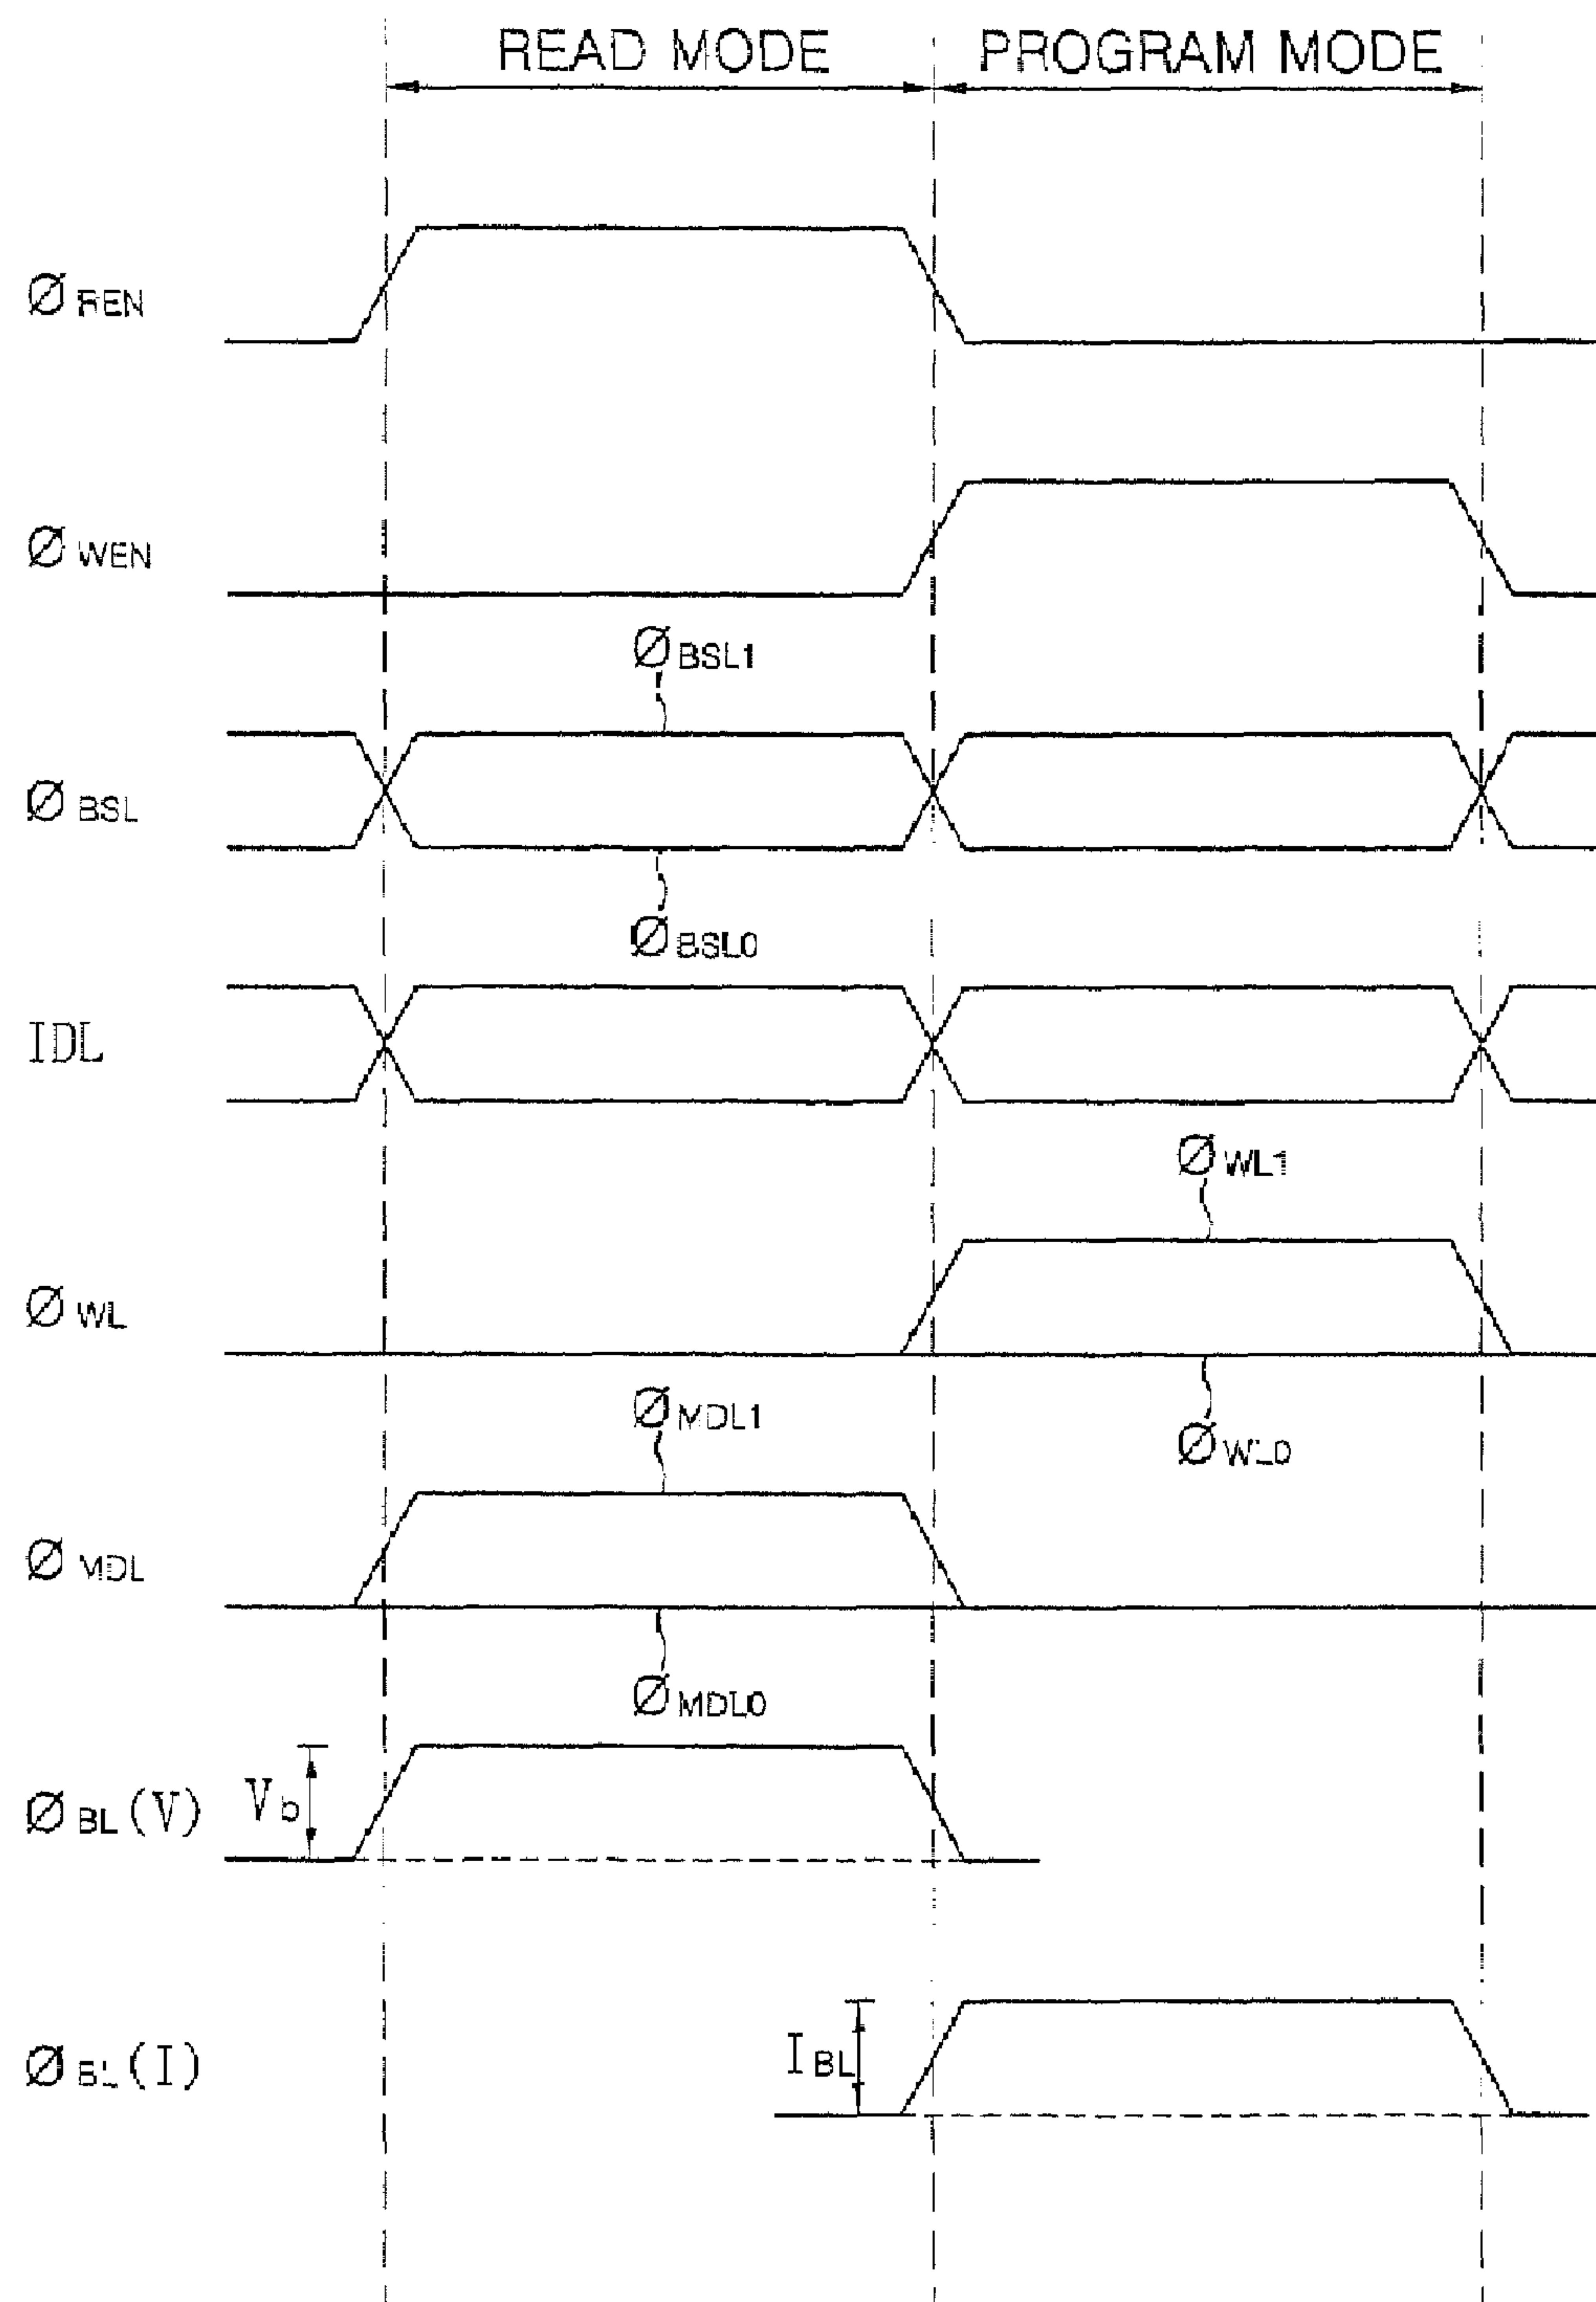 READ MODE PROGRAM MODE
Ø REN
Ø WEN
Ø BSL1
Ø BSL
Ø BSL0
IDL
Ø WL1
Ø WL
Ø MDL1
Ø WL0
Ø MDL
Ø MDL0
Ø BL(V) Vb
Ø BL(I) IBL